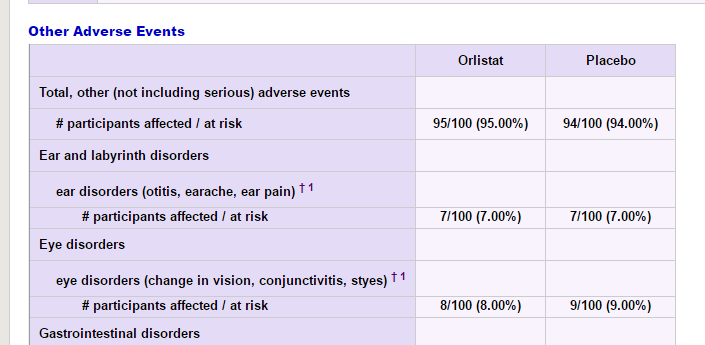 Other Adverse Events
Orlistat Placebo
Total, other (not including serious) adverse events
# participants affected / at risk 95/100 (95.00%) 94/100 (94.00%)
Ear and labyrinth disorders
ear disorders (otitis, earache, ear pain) † 1
# participants affected / at risk 7/100 (7.00%) 7/100 (7.00%)
Eye disorders
eye disorders (change in vision, conjunctivitis, styes) † 1
# participants affected / at risk 8/100 (8.00%) 9/100 (9.00%)
Gastrointestinal disorders